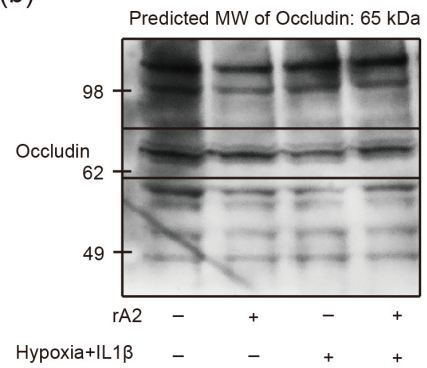 (b)
Predicted MW of Occludin: 65 kDa
98
Occludin
62
49
rA2 – + – +
Hypoxia+IL1β – – + +